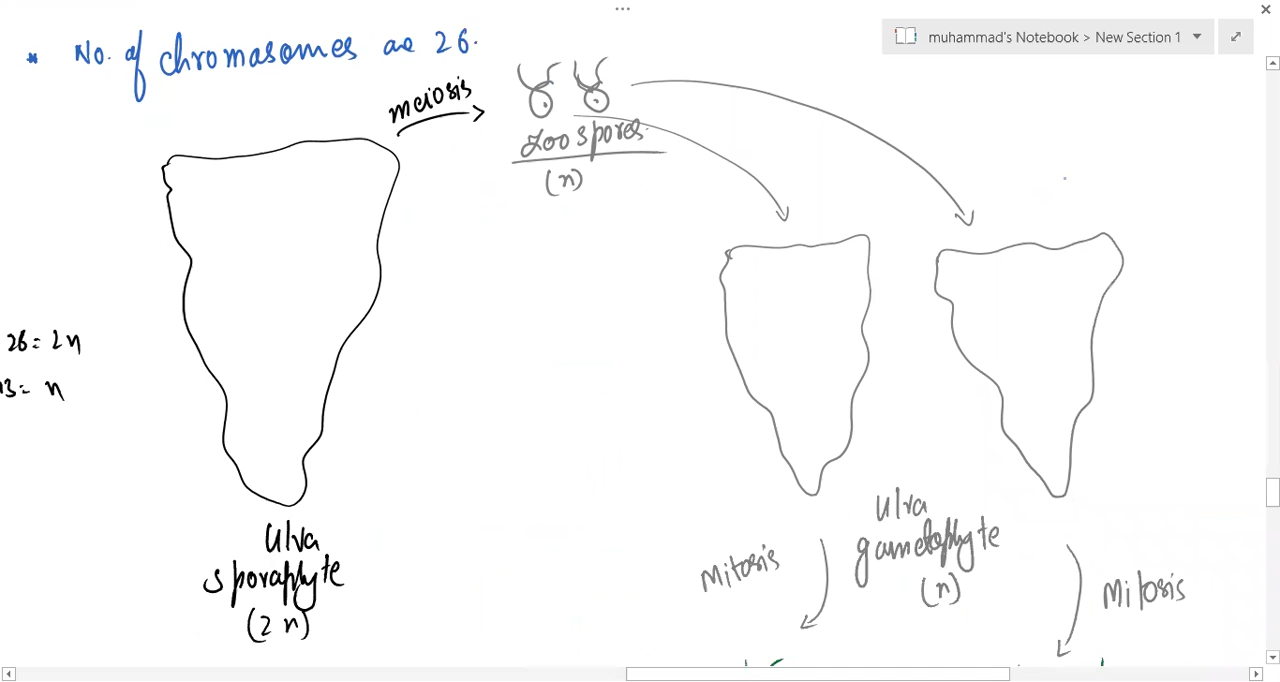 muhammad's Notebook > New Section 1
* No. of chromasomes are 26.
meiosis
Zoospores
(n)
26 = 2n
13 = n
Ulva
sporophyte
(2n)
Ulva
gametophyte
(n)
Mitosis
Mitosis